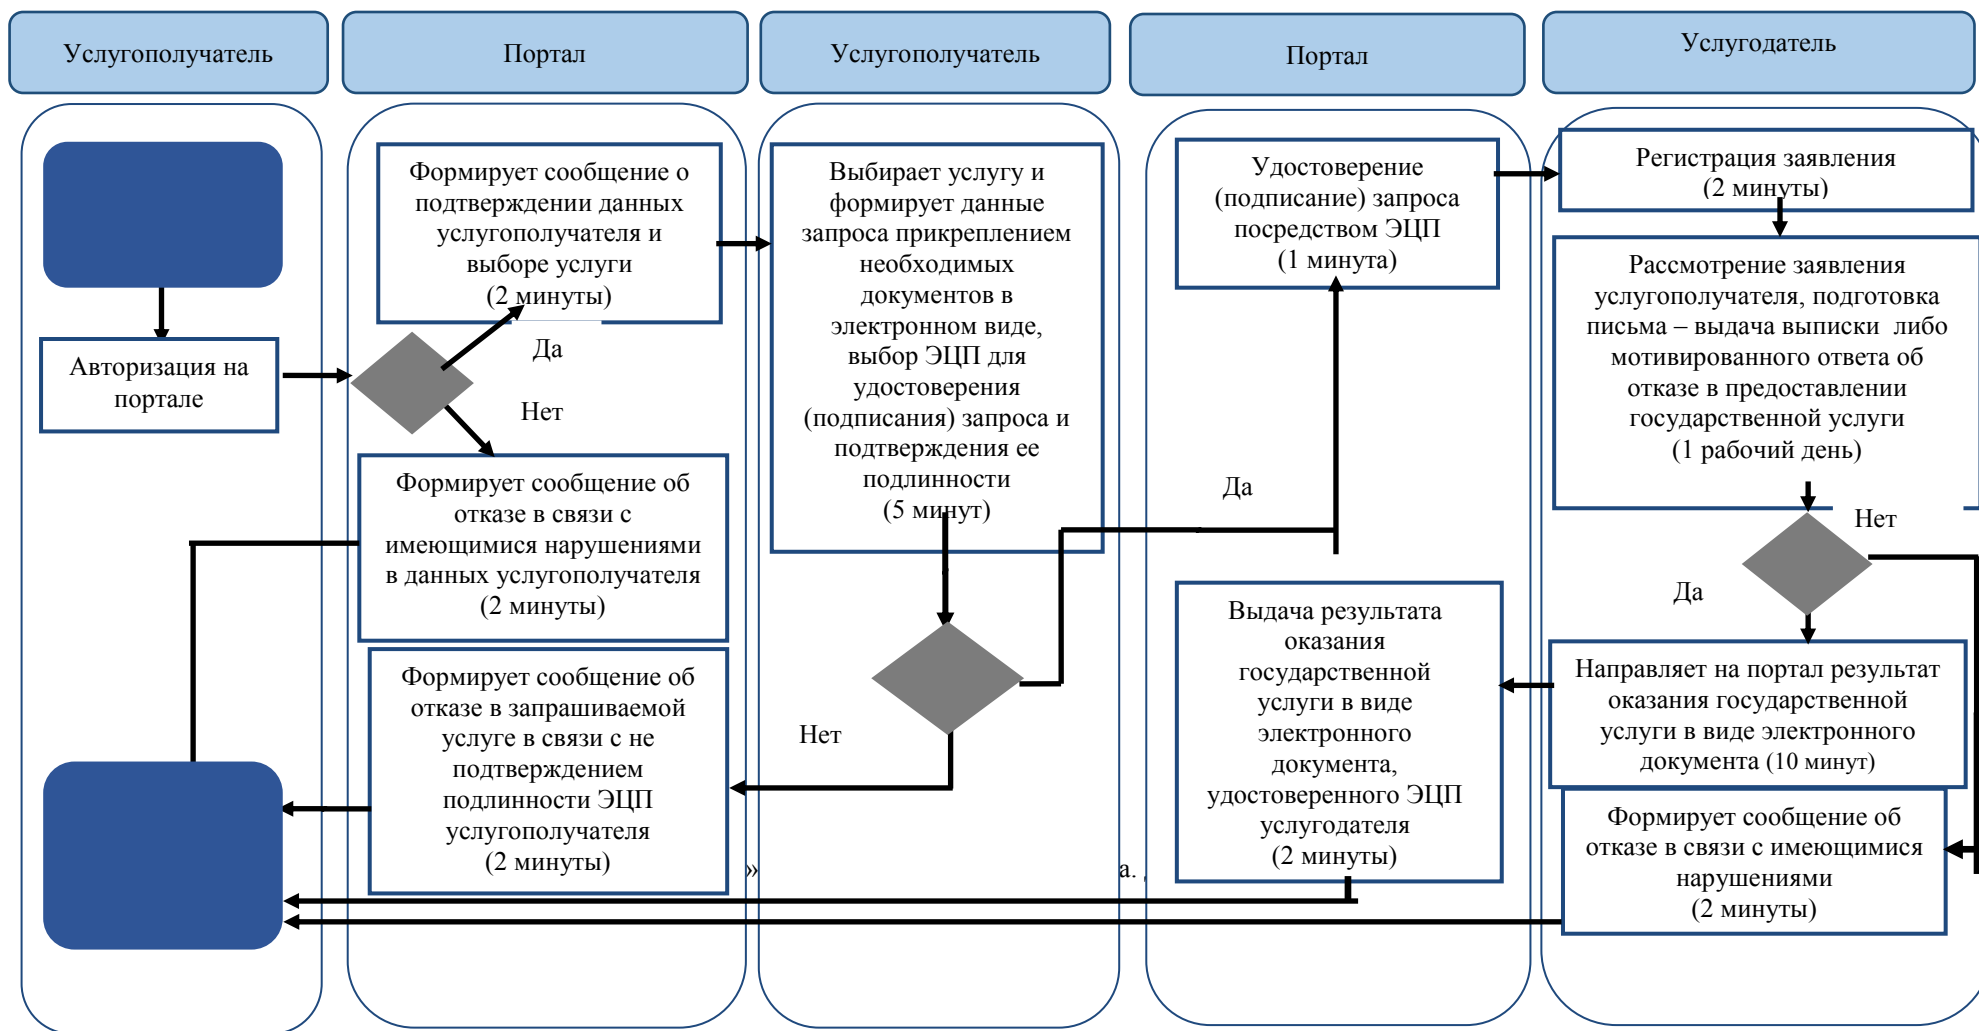 Услугополучатель
Портал
Услугополучатель
Портал
Услугодатель
Авторизация на
портале
Формирует сообщение о
подтверждении данных
услугополучателя и
выборе услуги
(2 минуты)
Да
Нет
Формирует сообщение об
отказе в связи с
имеющимися нарушениями
в данных услугополучателя
(2 минуты)
Формирует сообщение об
отказе в запрашиваемой
услуге в связи с не
подтверждением
подлинности ЭЦП
услугополучателя
(2 минуты)
»
Выбирает услугу и
формирует данные
запроса прикреплением
необходимых
документов в
электронном виде,
выбор ЭЦП для
удостоверения
(подписания) запроса и
подтверждения ее
подлинности
(5 минут)
Нет
Да
а.
Удостоверение
(подписание) запроса
посредством ЭЦП
(1 минута)
Выдача результата
оказания
государственной
услуги в виде
электронного
документа,
удостоверенного ЭЦП
услугодателя
(2 минуты)
Регистрация заявления
(2 минуты)
Рассмотрение заявления
услугополучателя, подготовка
письма – выдача выписки  либо
мотивированного ответа об
отказе в предоставлении
государственной услуги
(1 рабочий день)
Нет
Да
Направляет на портал результат
оказания государственной
услуги в виде электронного
документа (10 минут)
Формирует сообщение об
отказе в связи с имеющимися
нарушениями
(2 минуты)